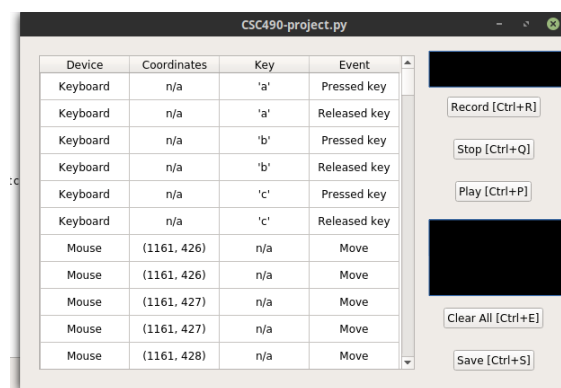 CSC490-project.py
Device Coordinates Key Event
Keyboard n/a 'a' Pressed key
Keyboard n/a 'a' Released key
Keyboard n/a 'b' Pressed key
Keyboard n/a 'b' Released key
Keyboard n/a 'c' Pressed key
Keyboard n/a 'c' Released key
Mouse (1161, 426) n/a Move
Mouse (1161, 426) n/a Move
Mouse (1161, 427) n/a Move
Mouse (1161, 427) n/a Move
Mouse (1161, 428) n/a Move
Record [Ctrl+R]
Stop [Ctrl+Q]
Play [Ctrl+P]
Clear All [Ctrl+E]
Save [Ctrl+S]